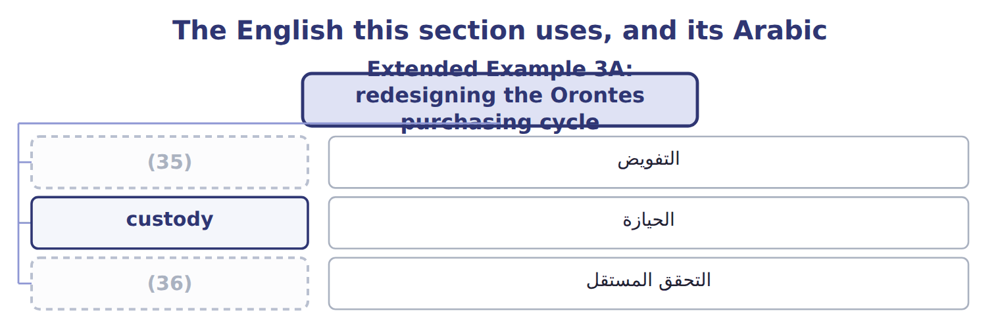 The English this section uses, and its Arabic
Extended Example 3A:
redesigning the Orontes
purchasing cycle
(35)
التفويض
custody
الحيازة
(36)
التحقق المستقل